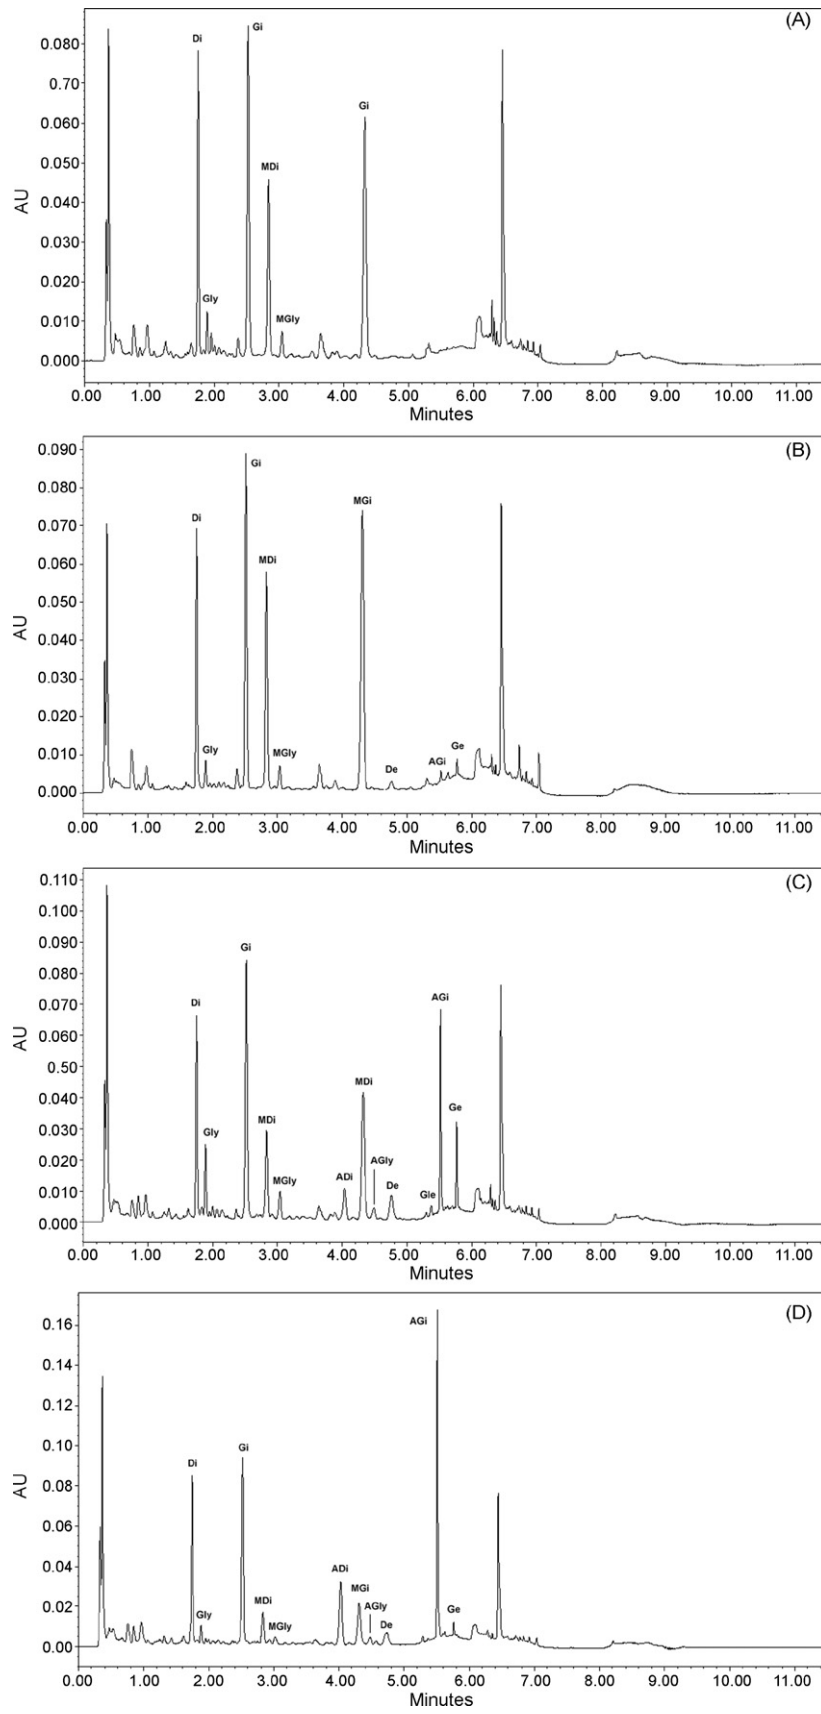 (A)
Di
Gi
Gi
MDi
Gly
MGly
0.080
0.70
0.060
0.050
0.040
0.030
0.020
0.010
0.000
AU
0.00 1.00 2.00 3.00 4.00 5.00 6.00 7.00 8.00 9.00 10.00 11.00
Minutes
(B)
Gi
MGi
Di
MDi
Gly
MGly
De
AGi
Ge
0.090
0.080
0.070
0.060
0.050
0.040
0.030
0.020
0.010
0.000
AU
0.00 1.00 2.00 3.00 4.00 5.00 6.00 7.00 8.00 9.00 10.00 11.00
Minutes
(C)
Gi
Di
AGi
MDi
MDi
Gly
MGly
ADi
AGly
De
Gle
Ge
0.110
0.100
0.090
0.080
0.070
0.060
0.50
0.040
0.030
0.020
0.010
0.000
AU
0.00 1.00 2.00 3.00 4.00 5.00 6.00 7.00 8.00 9.00 10.00 11.00
Minutes
(D)
AGi
Gi
Di
ADi
MDi
MGi
AGly
Gly
MGly
De
Ge
0.16
0.14
0.12
0.10
0.08
0.06
0.04
0.02
0.00
AU
0.00 1.00 2.00 3.00 4.00 5.00 6.00 7.00 8.00 9.00 10.00 11.00
Minutes